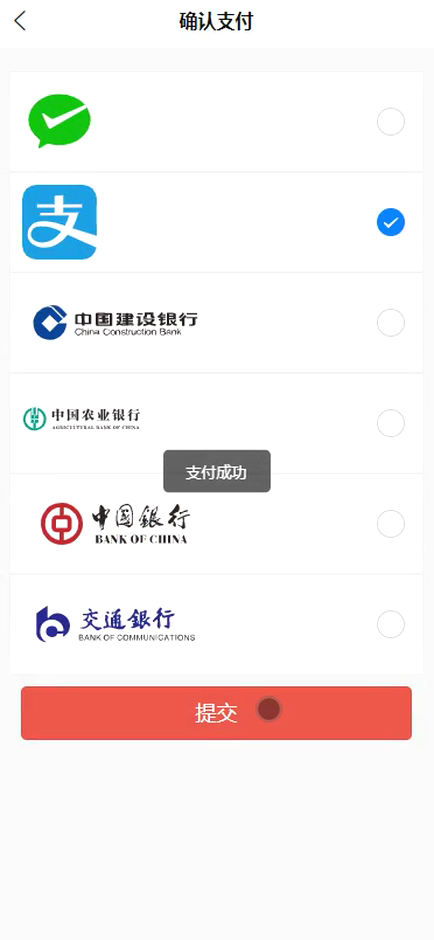 确认支付
支
中国建设银行
China Construction Bank
中国农业银行
AGRICULTURAL BANK OF CHINA
支付成功
中国銀行
BANK OF CHINA
交通銀行
BANK OF COMMUNICATIONS
提交